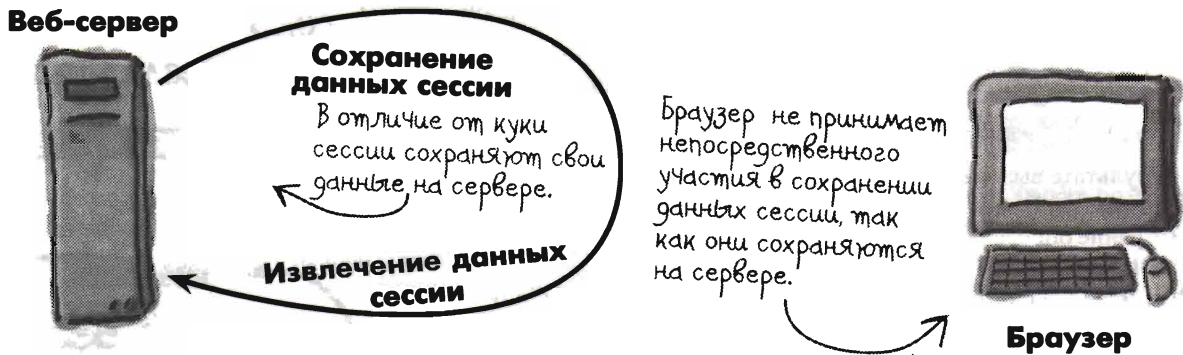 Веб-сервер
Сохранение
данных сессии
В отличие от куки
сессии сохраняют свои
данные на сервере.
Извлечение данных
сессии
Браузер не принимает
непосредственного
участия в сохранении
данных сессии, так
как они сохраняются
на сервере.
Браузер